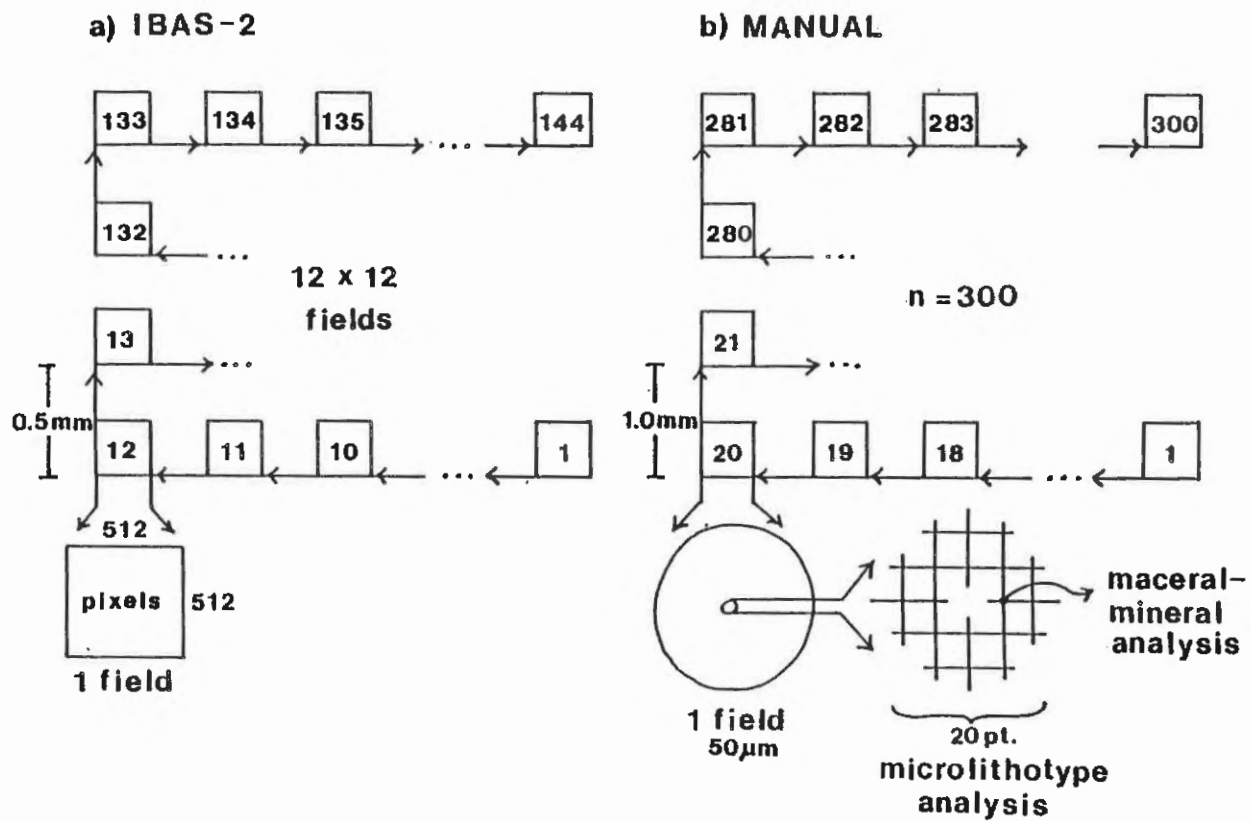 a) IBAS-2
133 134 135 ... 144
132 ...
12 x 12
fields
13 ...
0.5mm
12 11 10 ... 1
512
pixels 512
1 field
b) MANUAL
281 282 283 300
280 ...
n = 300
21 ...
1.0mm
20 19 18 ... 1
maceral-
mineral
analysis
1 field
50µm
20 pt.
microlithotype
analysis